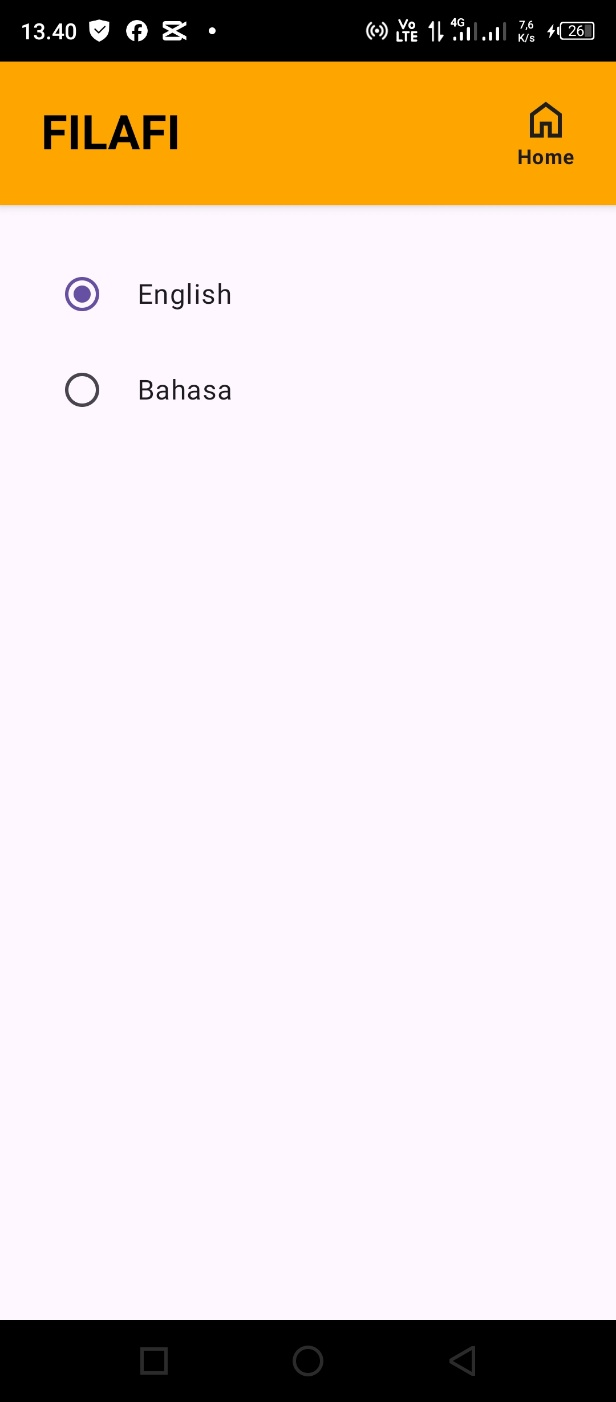 13.40
Vo LTE
4G
7,6 K/s
26
FILAFI
Home
English
Bahasa